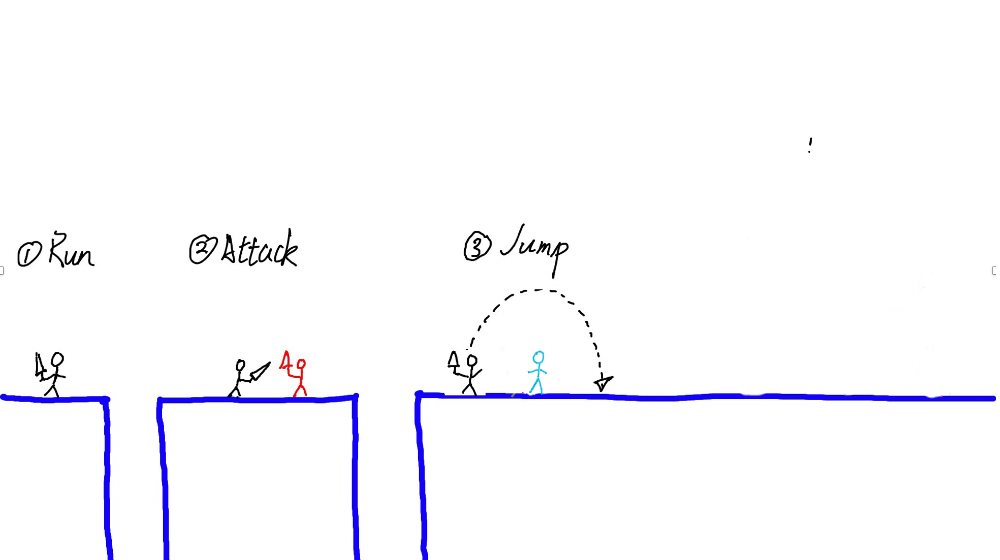 ① Run
② Attack
③ Jump
!